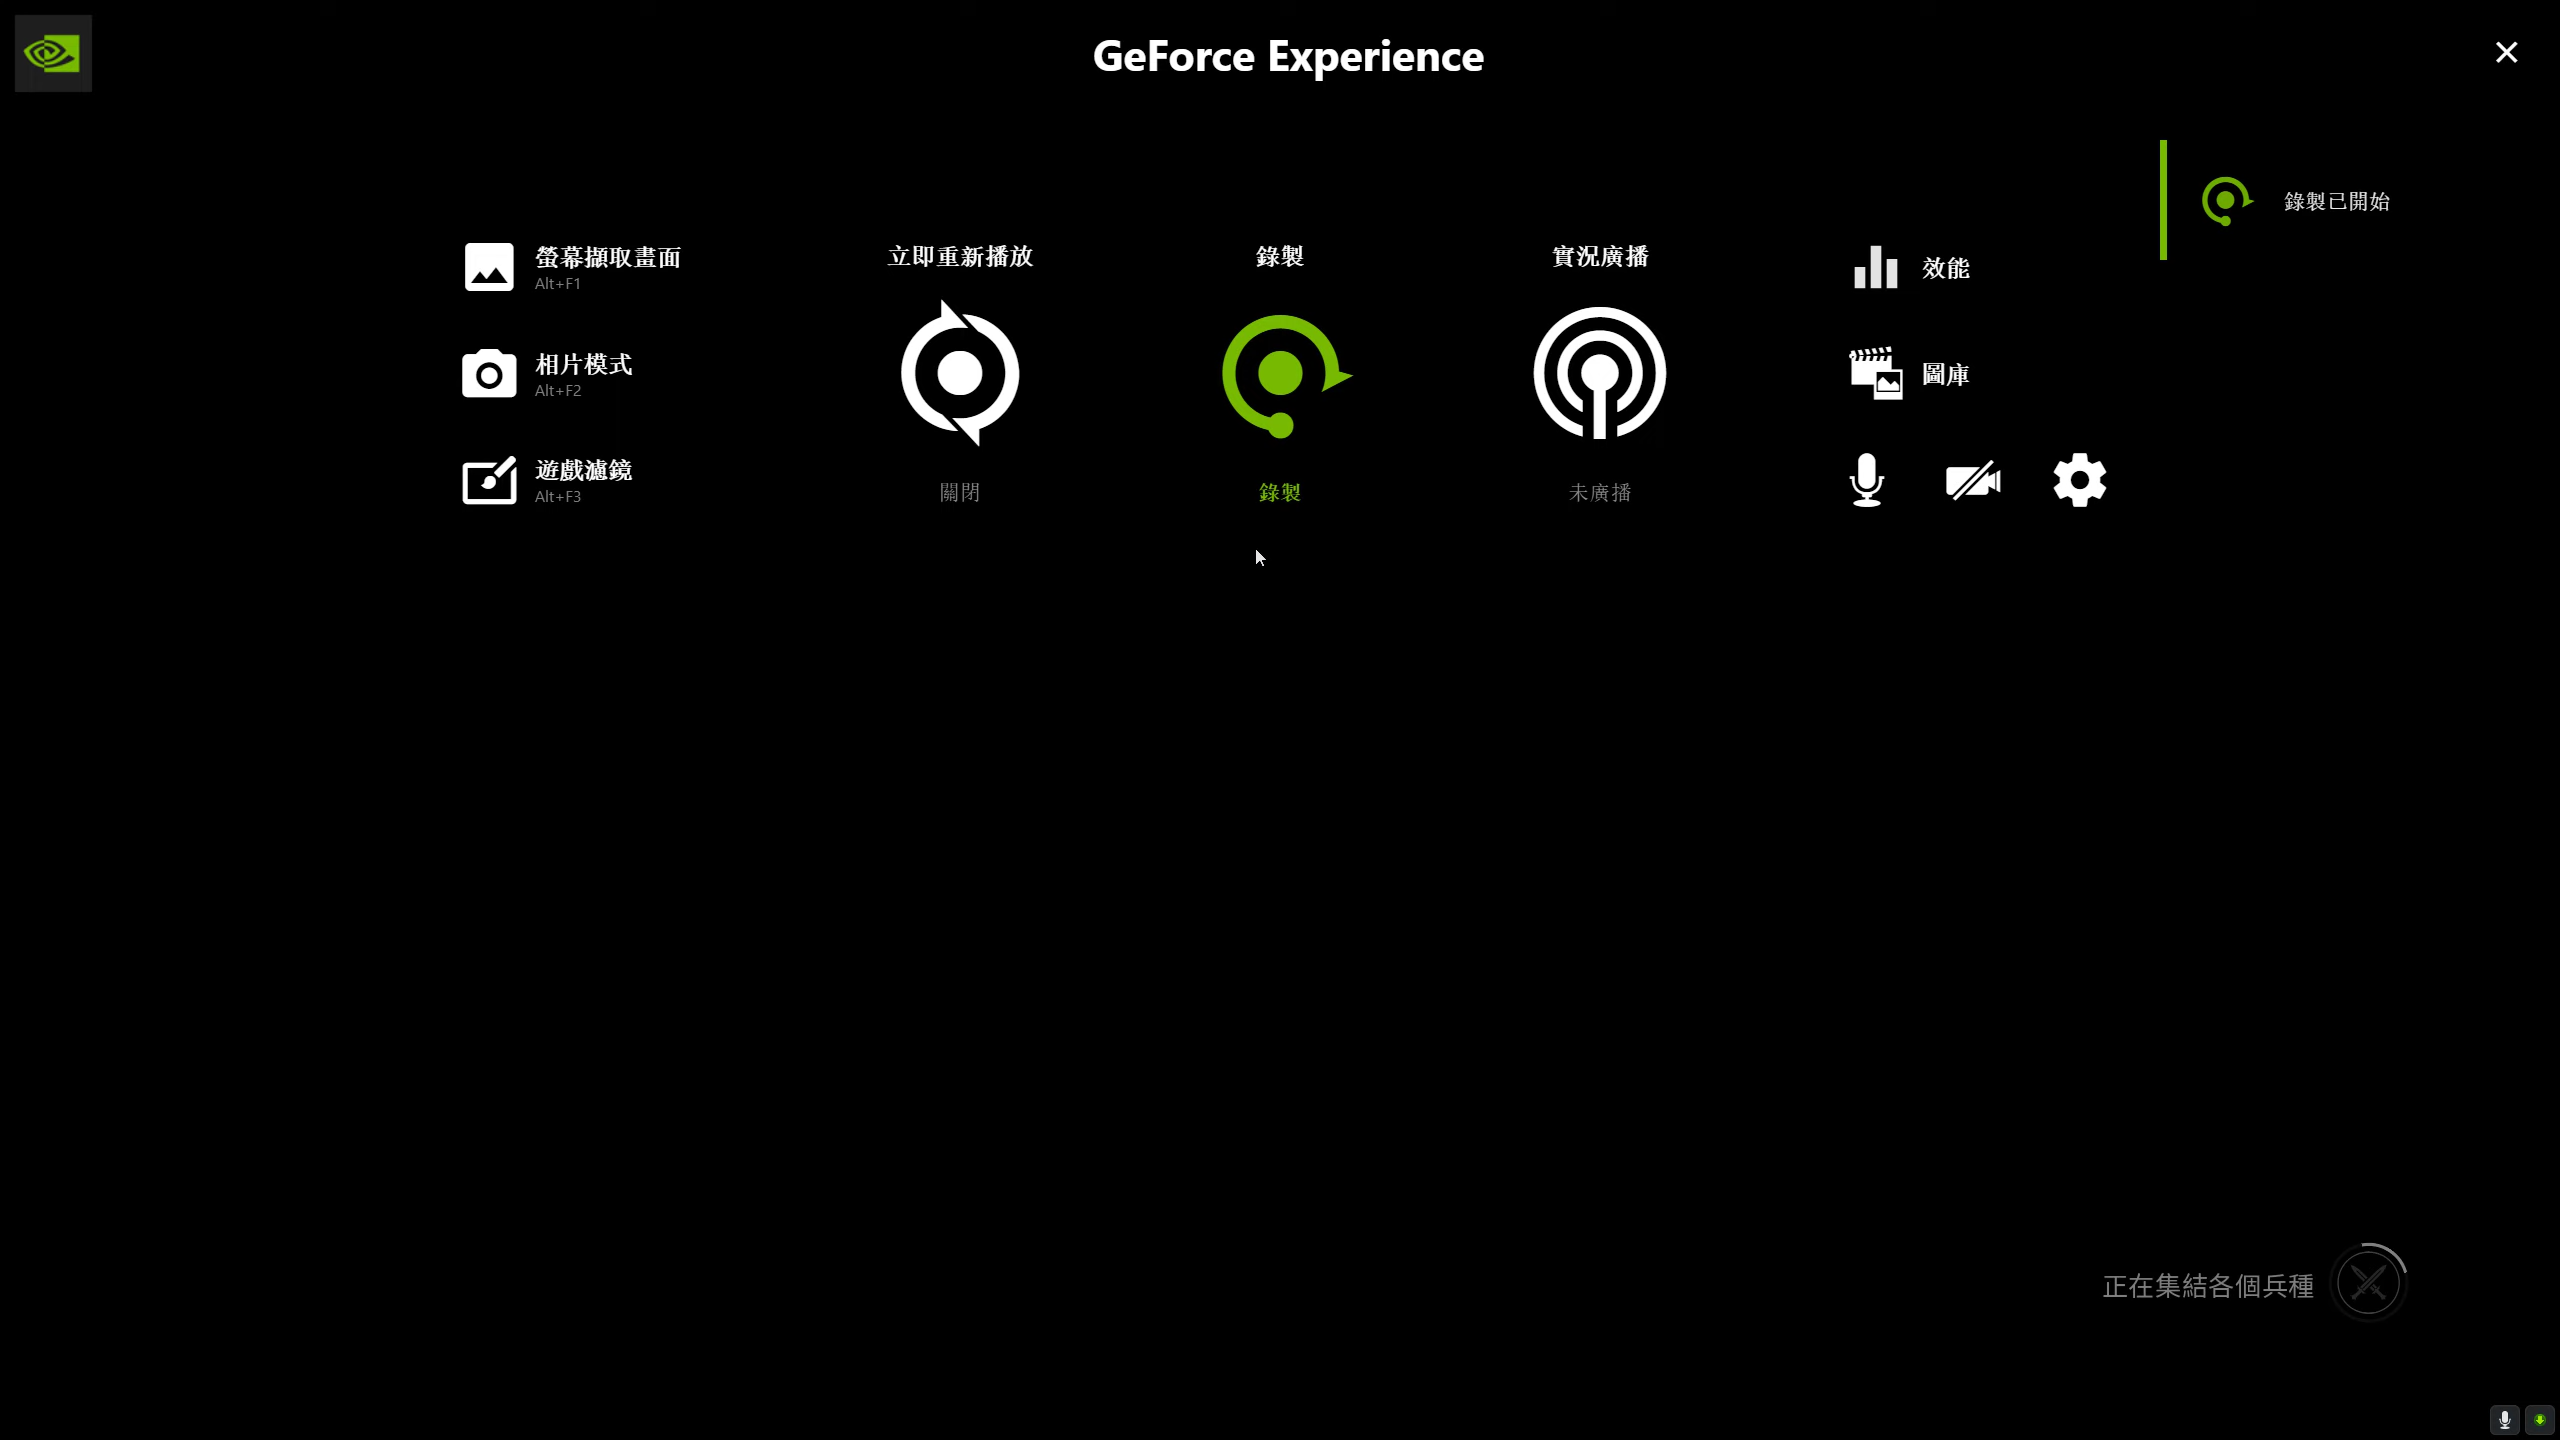 GeForce Experience
錄製已開始
螢幕擷取畫面
Alt+F1
相片模式
Alt+F2
遊戲濾鏡
Alt+F3
立即重新播放
關閉
錄製
錄製
實況廣播
未廣播
效能
圖庫
正在集結各個兵種